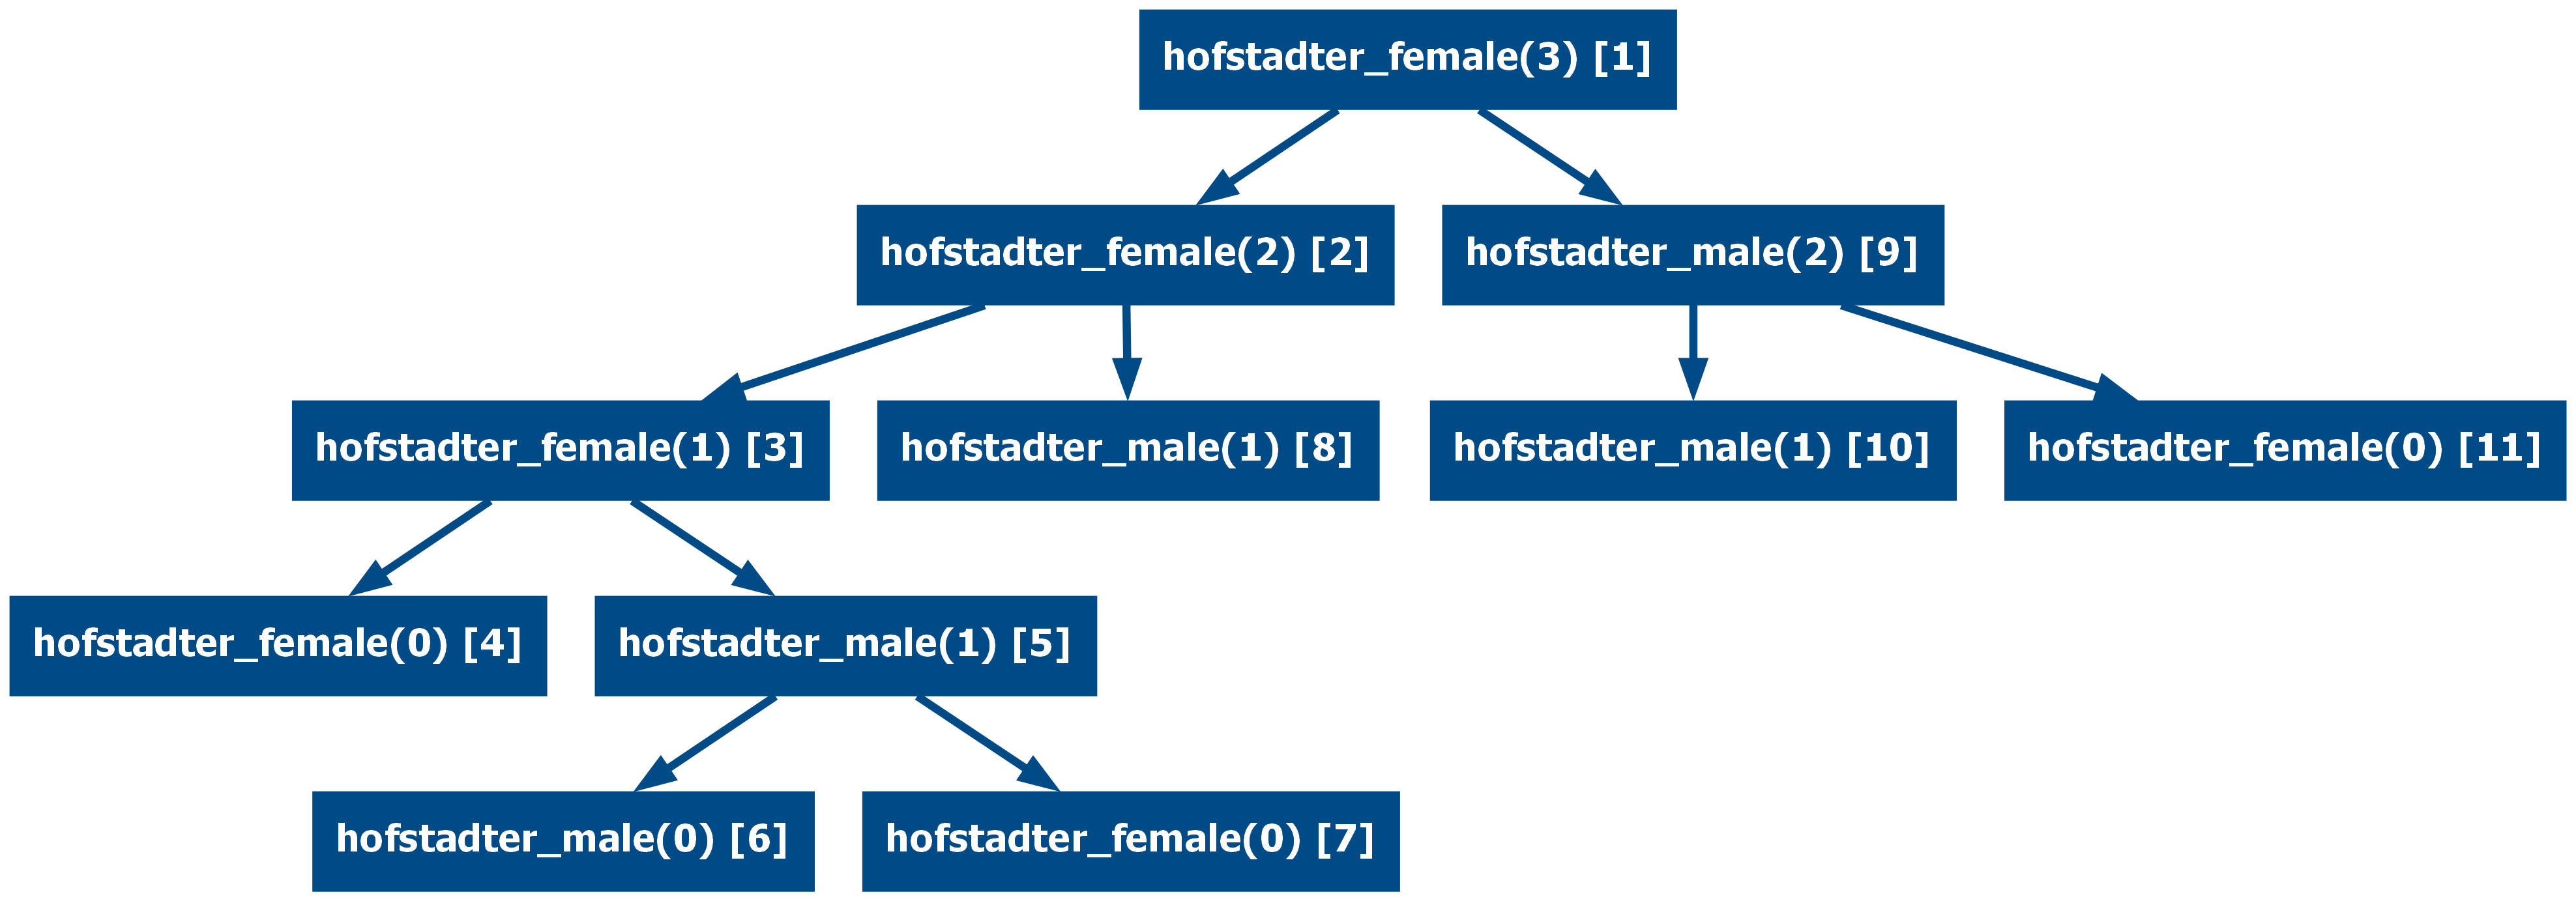 hofstadter_female(3) [1]
hofstadter_female(2) [2]
hofstadter_male(2) [9]
hofstadter_female(1) [3]
hofstadter_male(1) [8]
hofstadter_male(1) [10]
hofstadter_female(0) [11]
hofstadter_female(0) [4]
hofstadter_male(1) [5]
hofstadter_male(0) [6]
hofstadter_female(0) [7]